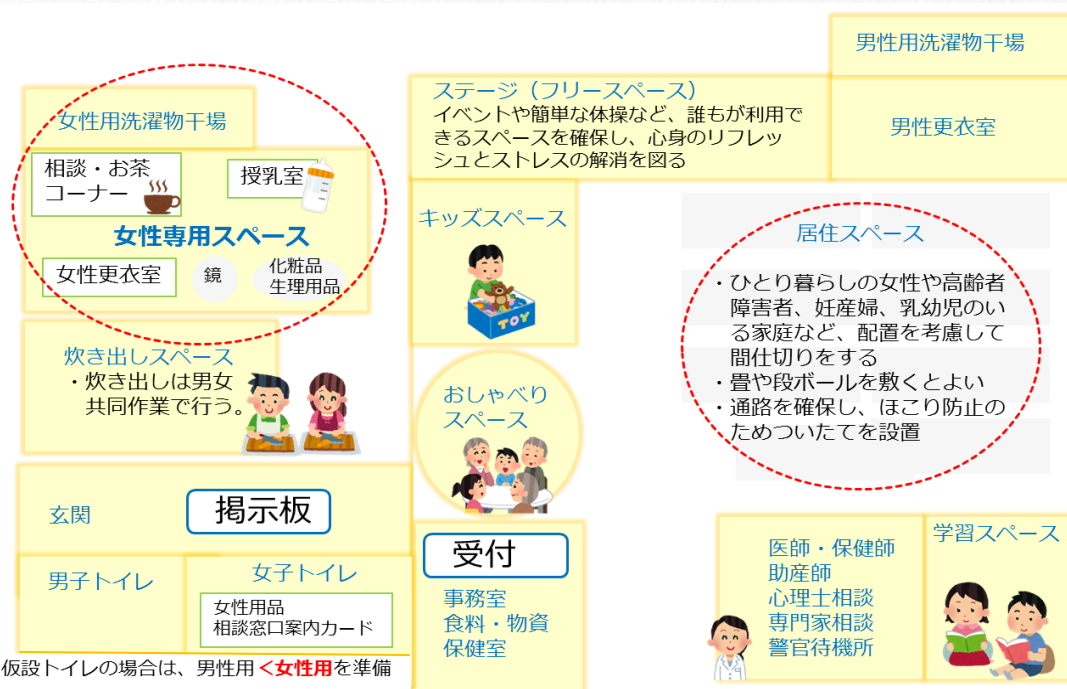 男性用洗濯物干場
女性用洗濯物干場
ステージ（フリースペース）
イベントや簡単な体操など、誰もが利用で
きるスペースを確保し、心身のリフレッ
シュとストレスの解消を図る
男性更衣室
相談・お茶
コーナー
授乳室
女性専用スペース
女性更衣室
鏡
化粧品
生理用品
キッズスペース
TOY
居住スペース
・ひとり暮らしの女性や高齢者
障害者、妊産婦、乳幼児のい
る家庭など、配置を考慮して
間仕切りをする
・畳や段ボールを敷くとよい
・通路を確保し、ほこり防止の
ためついたてを設置
炊き出しスペース
・炊き出しは男女
共同作業で行う。
おしゃべり
スペース
玄関
掲示板
受付
事務室
食料・物資
保健室
男子トイレ
女子トイレ
女性用品
相談窓口案内カード
仮設トイレの場合は、男性用＜女性用を準備
医師・保健師
助産師
心理士相談
専門家相談
警官待機所
学習スペース